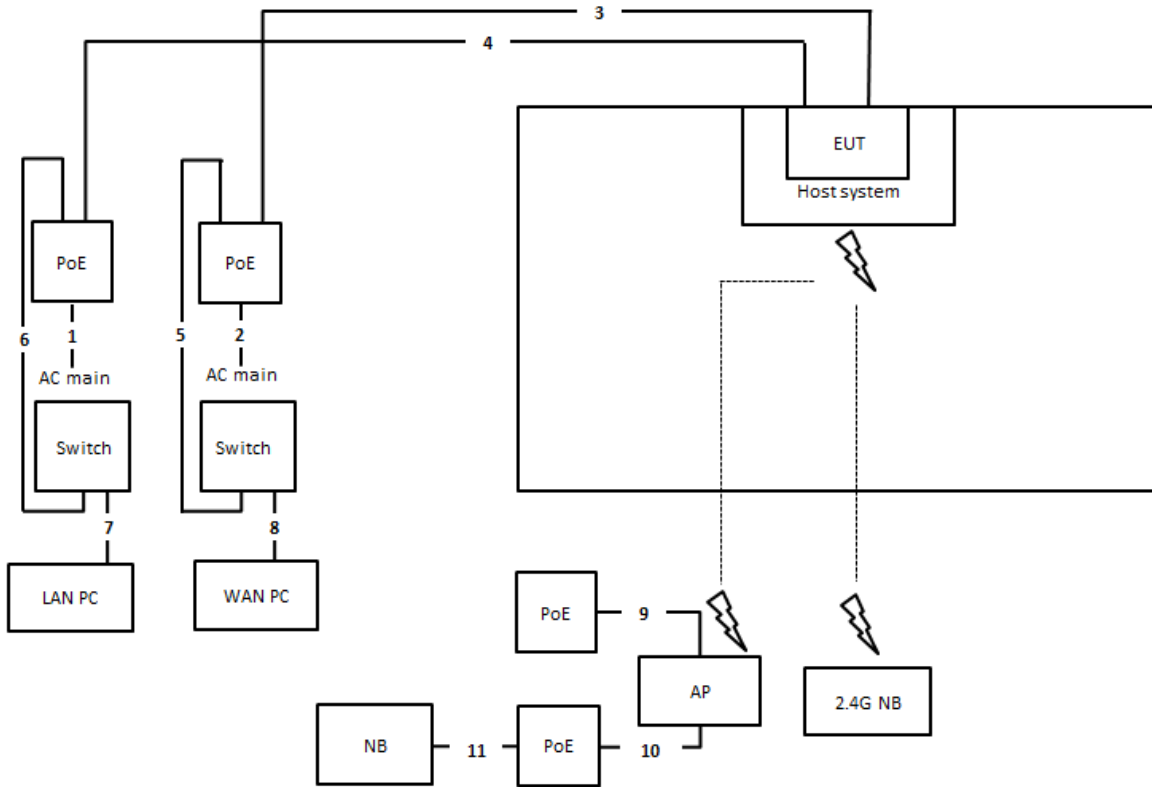 3
4
EUT
Host system
PoE
PoE
6
1
5
2
AC main
AC main
Switch
Switch
7
8
LAN PC
WAN PC
PoE
9
AP
2.4G NB
NB
11
PoE
10